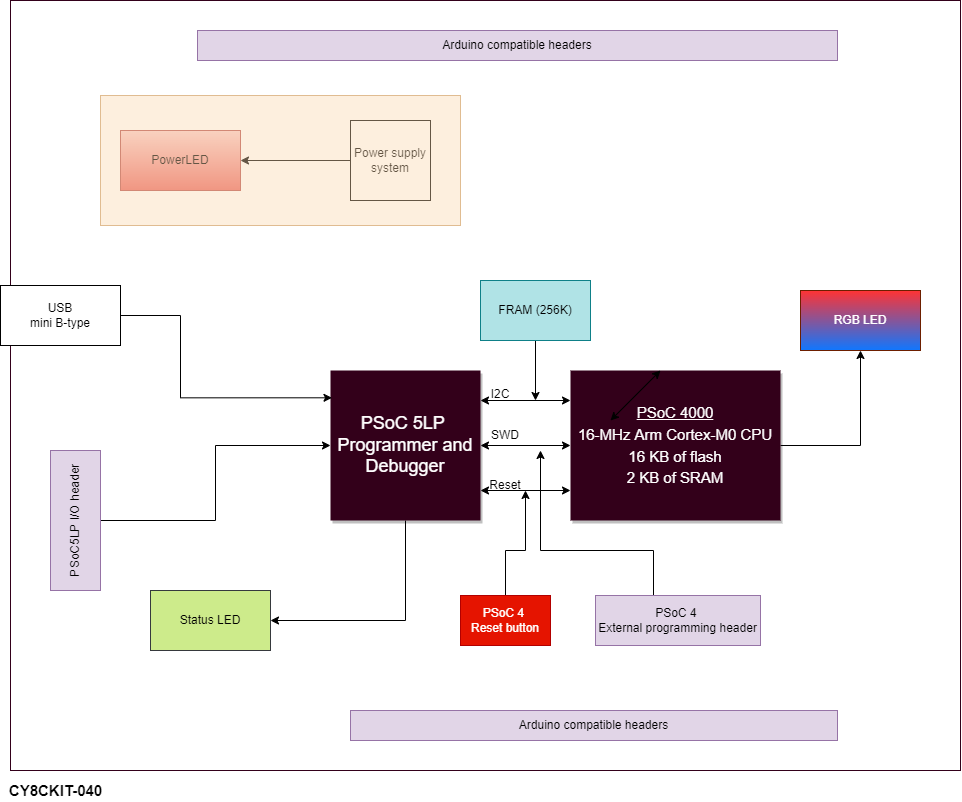 Arduino compatible headers
PowerLED
Power supply
system
USB
mini B-type
FRAM (256K)
RGB LED
I2C
PSoC 5LP
Programmer and
Debugger
SWD
Reset
PSoC 4000
16-MHz Arm Cortex-M0 CPU
16 KB of flash
2 KB of SRAM
PSoC5LP I/O header
Status LED
PSoC 4
Reset button
PSoC 4
External programming header
Arduino compatible headers
CY8CKIT-040